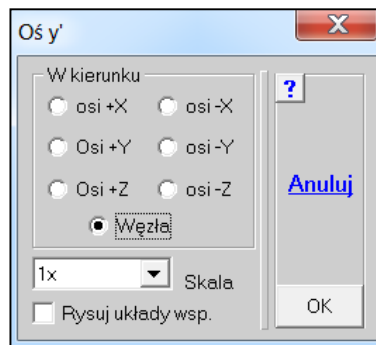 Oś y'
W kierunku
osi +X osi -X
Osi +Y osi -Y
Osi +Z osi -Z
Węzła
1x Skala
Rysuj układy wsp.
?
Anuluj
OK